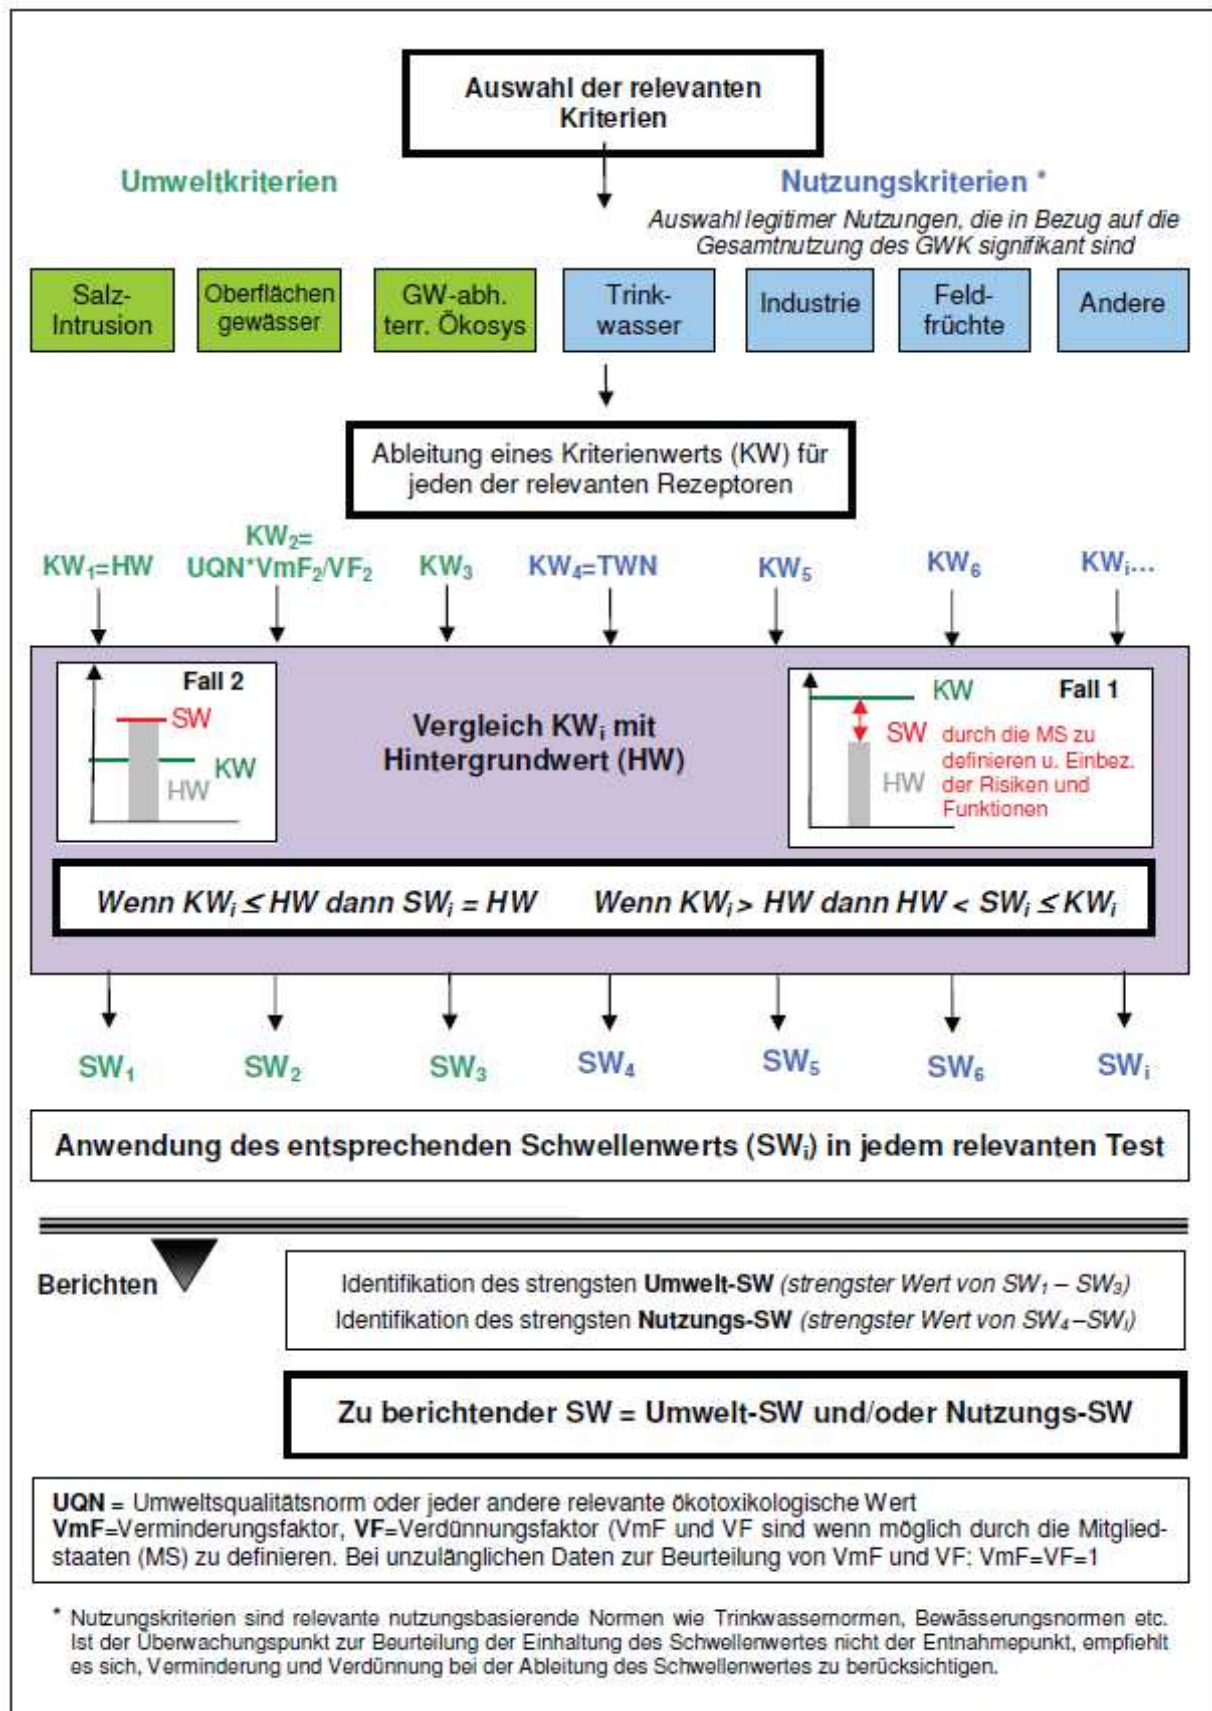 Auswahl der relevanten
Kriterien
Umweltkriterien
Nutzungskriterien *
Auswahl legitimer Nutzungen, die in Bezug auf die
Gesamtnutzung des GWK signifikant sind
Salz-
Intrusion
Oberflächen
gewässer
GW-abh.
terr. Ökosys
Trink-
wasser
Industrie
Feld-
früchte
Andere
Ableitung eines Kriterienwerts (KW) für
jeden der relevanten Rezeptoren
KW₁=HW
KW₂=
UQN*VmF₂/VF₂
KW₃
KW₄=TWN
KW₅
KW₆
KWᵢ...
Fall 2
SW
KW
HW
Vergleich KWᵢ mit
Hintergrundwert (HW)
KW
Fall 1
SW durch die MS zu
definieren u. Einbez.
HW der Risiken und
Funktionen
Wenn KWᵢ ≤ HW dann SWᵢ = HW
Wenn KWᵢ > HW dann HW < SWᵢ ≤ KWᵢ
SW₁
SW₂
SW₃
SW₄
SW₅
SW₆
SWᵢ
Anwendung des entsprechenden Schwellenwerts (SWᵢ) in jedem relevanten Test
Berichten
Identifikation des strengsten Umwelt-SW (strengster Wert von SW₁ – SW₃)
Identifikation des strengsten Nutzungs-SW (strengster Wert von SW₄ –SWᵢ)
Zu berichtender SW = Umwelt-SW und/oder Nutzungs-SW
UQN = Umweltsqualitätsnorm oder jeder andere relevante ökotoxikologische Wert
VmF=Verminderungsfaktor, VF=Verdünnungsfaktor (VmF und VF sind wenn möglich durch die Mitglied-
staaten (MS) zu definieren. Bei unzulänglichen Daten zur Beurteilung von VmF und VF: VmF=VF=1
* Nutzungskriterien sind relevante nutzungsbasierende Normen wie Trinkwassernormen, Bewässerungsnormen etc.
Ist der Überwachungspunkt zur Beurteilung der Einhaltung des Schwellenwertes nicht der Entnahmepunkt, empfiehlt
es sich, Verminderung und Verdünnung bei der Ableitung des Schwellenwertes zu berücksichtigen.